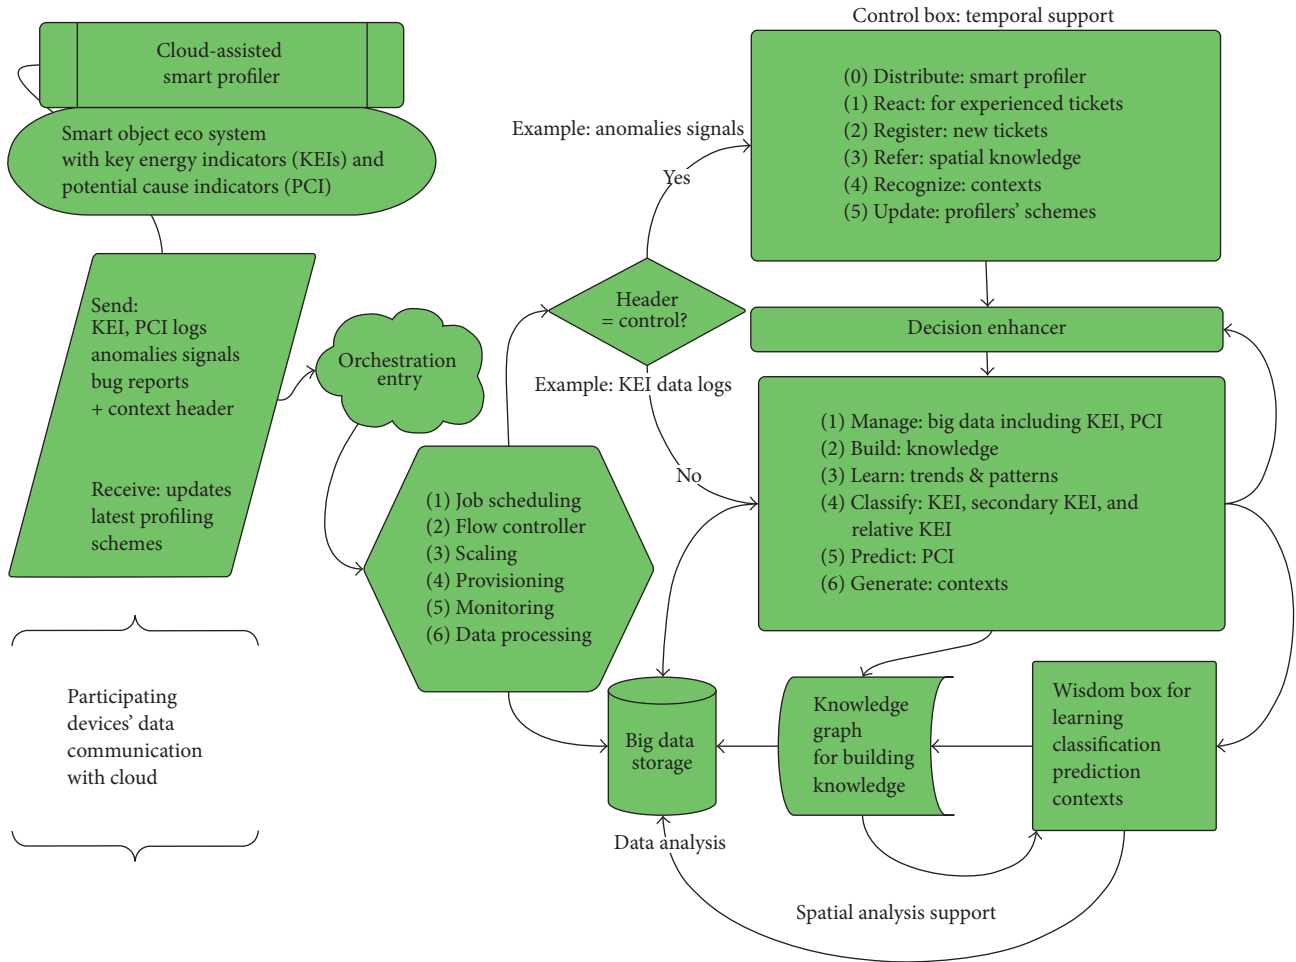 Cloud-assisted
smart profiler
Smart object eco system
with key energy indicators (KEIs) and
potential cause indicators (PCI)
Send:
KEI, PCI logs
anomalies signals
bug reports
+ context header
Receive: updates
latest profiling
schemes
Participating
devices' data
communication
with cloud
Orchestration
entry
(1) Job scheduling
(2) Flow controller
(3) Scaling
(4) Provisioning
(5) Monitoring
(6) Data processing
Example: anomalies signals
Yes
Header
= control?
Example: KEI data logs
No
Control box: temporal support
(0) Distribute: smart profiler
(1) React: for experienced tickets
(2) Register: new tickets
(3) Refer: spatial knowledge
(4) Recognize: contexts
(5) Update: profilers' schemes
Decision enhancer
(1) Manage: big data including KEI, PCI
(2) Build: knowledge
(3) Learn: trends & patterns
(4) Classify: KEI, secondary KEI, and
relative KEI
(5) Predict: PCI
(6) Generate: contexts
Big data
storage
Knowledge
graph
for building
knowledge
Wisdom box for
learning
classification
prediction
contexts
Data analysis
Spatial analysis support